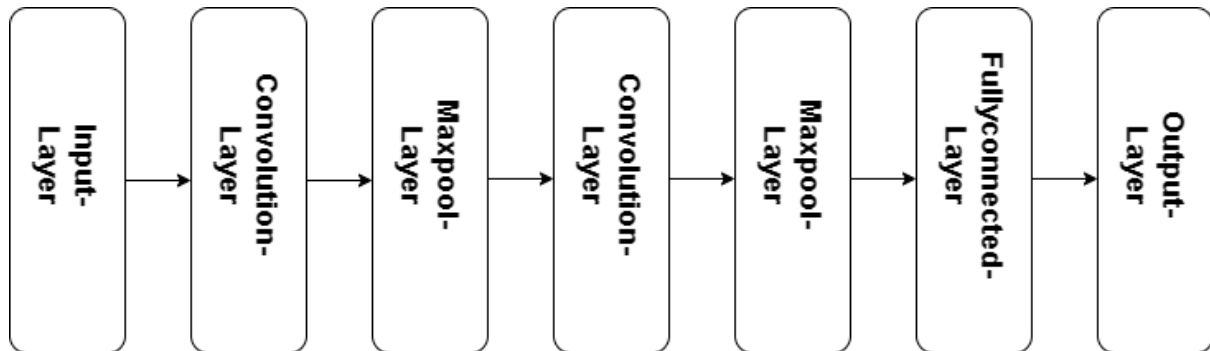 Input-
Layer
Convolution-
Layer
Maxpool-
Layer
Convolution-
Layer
Maxpool-
Layer
Fullyconnected-
Layer
Output-
Layer